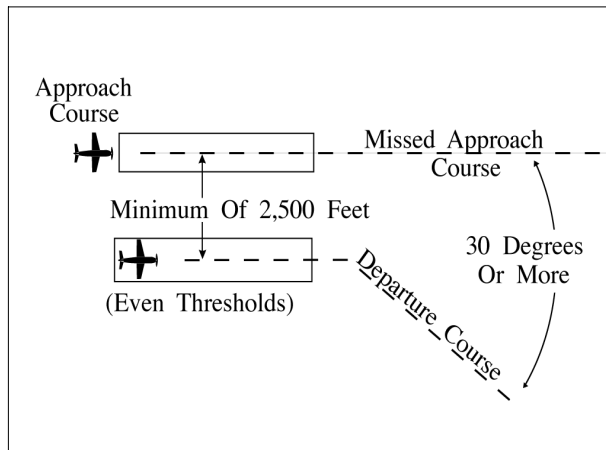 Approach
Course
Missed Approach
Course
Minimum Of 2,500 Feet
30 Degrees
Or More
(Even Thresholds)
Departure Course